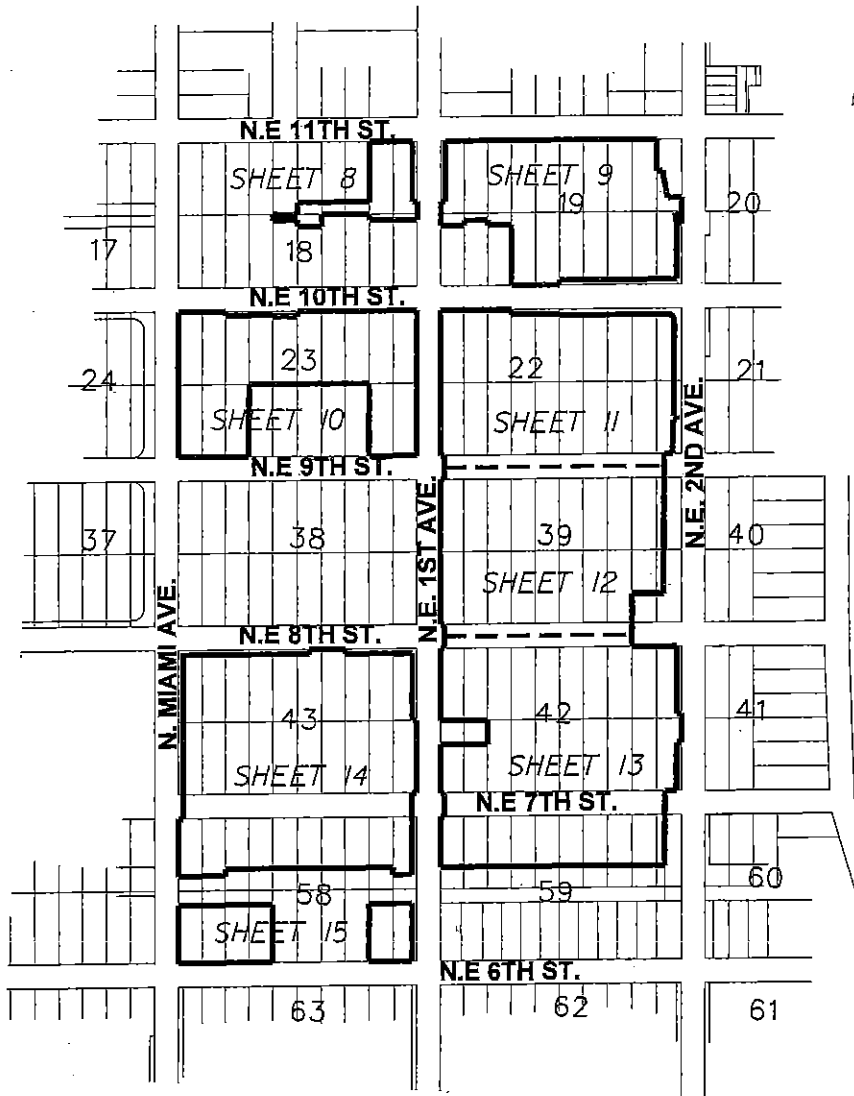 N.E 11TH ST.
SHEET 8
SHEET 9
19
20
17
18
N.E 10TH ST.
23
22
24
21
SHEET 10
SHEET 11
N.E 9TH ST.
N.E. 1ST AVE.
N.E. 2ND AVE.
37
38
39
40
SHEET 12
N. MIAMI AVE.
N.E 8TH ST.
43
42
41
SHEET 14
SHEET 13
N.E 7TH ST.
58
59
60
SHEET 15
N.E 6TH ST.
63
62
61